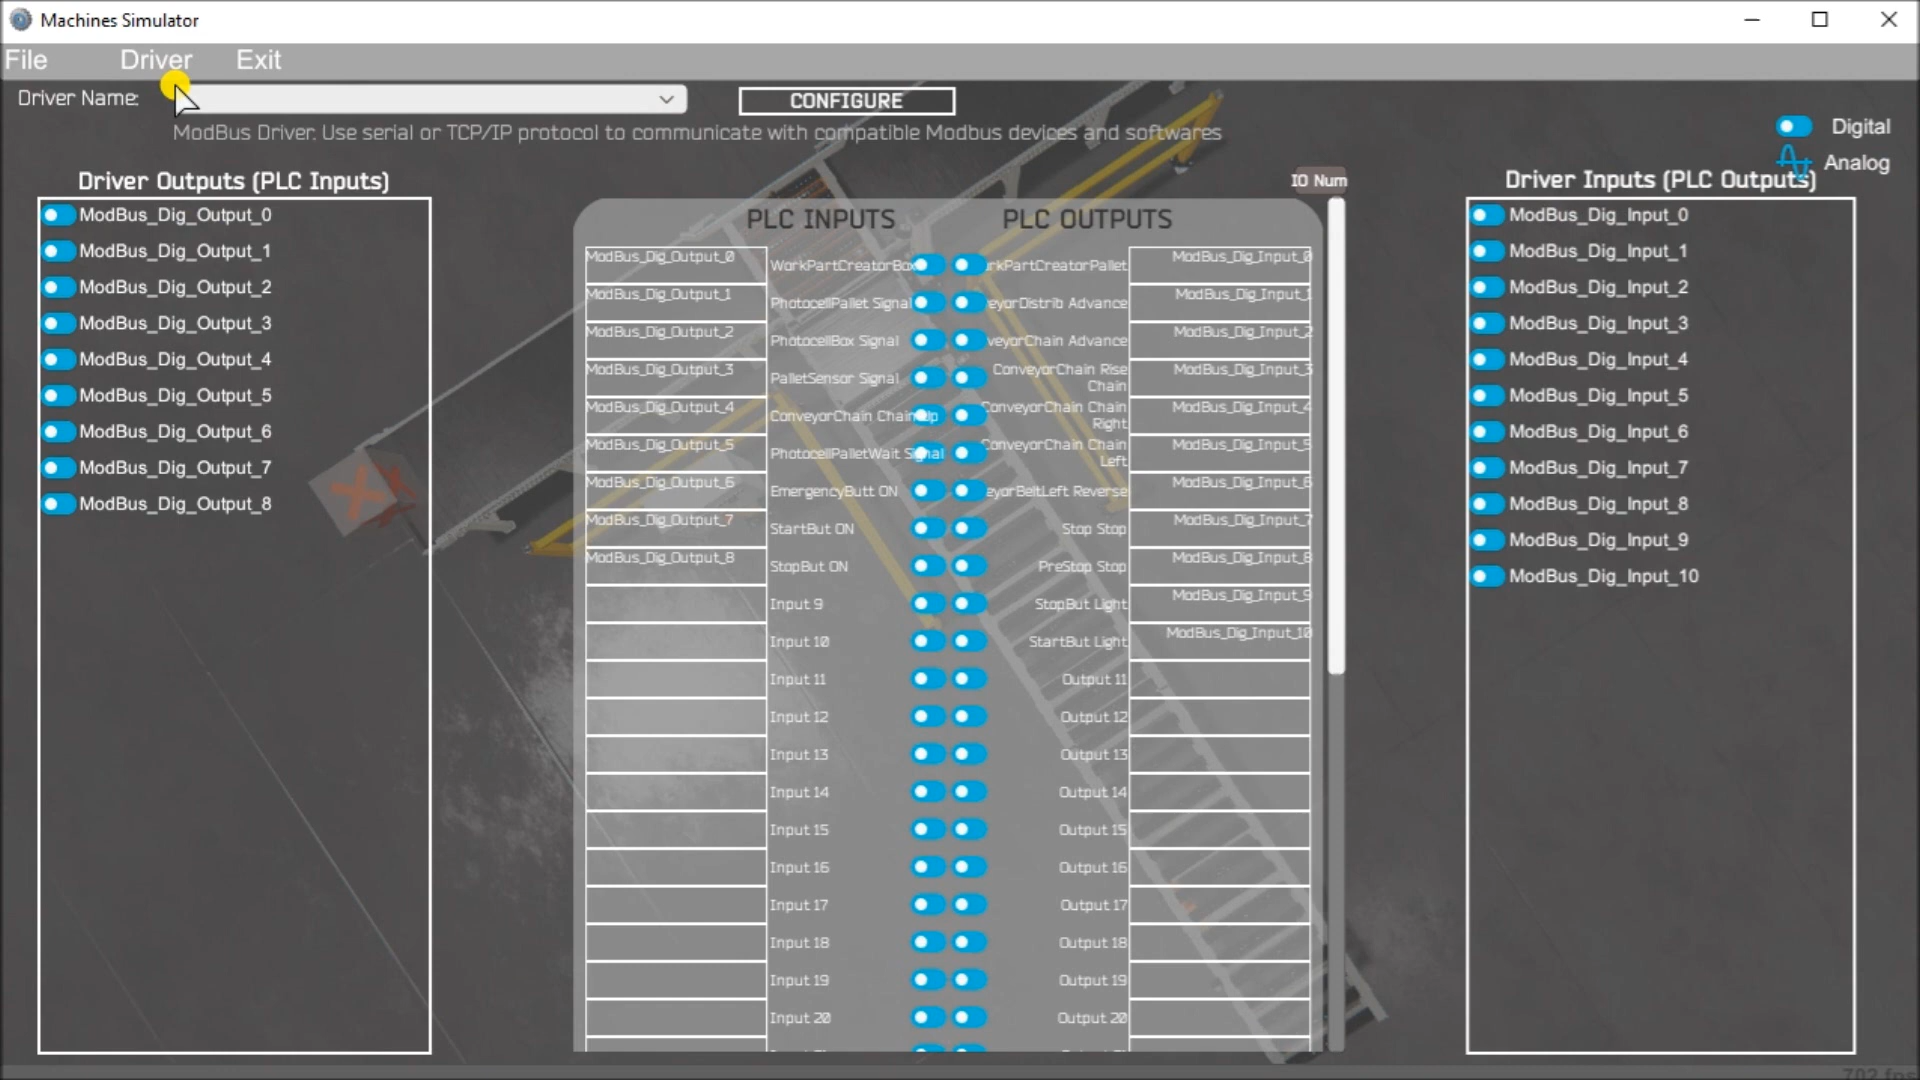 Machines Simulator
File Driver Exit
Driver Name: CONFIGURE
ModBus Driver: Use serial or TCP/IP protocol to communicate with compatible Modbus devices and softwares
Digital
Analog
Driver Outputs (PLC Inputs)
ModBus_Dig_Output_0
ModBus_Dig_Output_1
ModBus_Dig_Output_2
ModBus_Dig_Output_3
ModBus_Dig_Output_4
ModBus_Dig_Output_5
ModBus_Dig_Output_6
ModBus_Dig_Output_7
ModBus_Dig_Output_8
IO Num
PLC INPUTS PLC OUTPUTS
ModBus_Dig_Output_0 WorkPartCreatorBox rkPartCreatorPallet ModBus_Dig_Input_0
ModBus_Dig_Output_1 PhotocellPallet Signal eyorDistrib Advance ModBus_Dig_Input_1
ModBus_Dig_Output_2 PhotocellBox Signal veyorChain Advance ModBus_Dig_Input_2
ModBus_Dig_Output_3 PalletSensor Signal ConveyorChain Rise Chain ModBus_Dig_Input_3
ModBus_Dig_Output_4 ConveyorChain ChainUp ConveyorChain Chain Right ModBus_Dig_Input_4
ModBus_Dig_Output_5 PhotocellPalletWait Signal ConveyorChain Chain Left ModBus_Dig_Input_5
ModBus_Dig_Output_6 EmergencyButt ON eyorBeltLeft Reverse ModBus_Dig_Input_6
ModBus_Dig_Output_7 StartBut ON Stop Stop ModBus_Dig_Input_7
ModBus_Dig_Output_8 StopBut ON PreStop Stop ModBus_Dig_Input_8
Input 9 StopBut Light ModBus_Dig_Input_9
Input 10 StartBut Light ModBus_Dig_Input_10
Input 11 Output 11
Input 12 Output 12
Input 13 Output 13
Input 14 Output 14
Input 15 Output 15
Input 16 Output 16
Input 17 Output 17
Input 18 Output 18
Input 19 Output 19
Input 20 Output 20
Driver Inputs (PLC Outputs)
ModBus_Dig_Input_0
ModBus_Dig_Input_1
ModBus_Dig_Input_2
ModBus_Dig_Input_3
ModBus_Dig_Input_4
ModBus_Dig_Input_5
ModBus_Dig_Input_6
ModBus_Dig_Input_7
ModBus_Dig_Input_8
ModBus_Dig_Input_9
ModBus_Dig_Input_10
702 fps